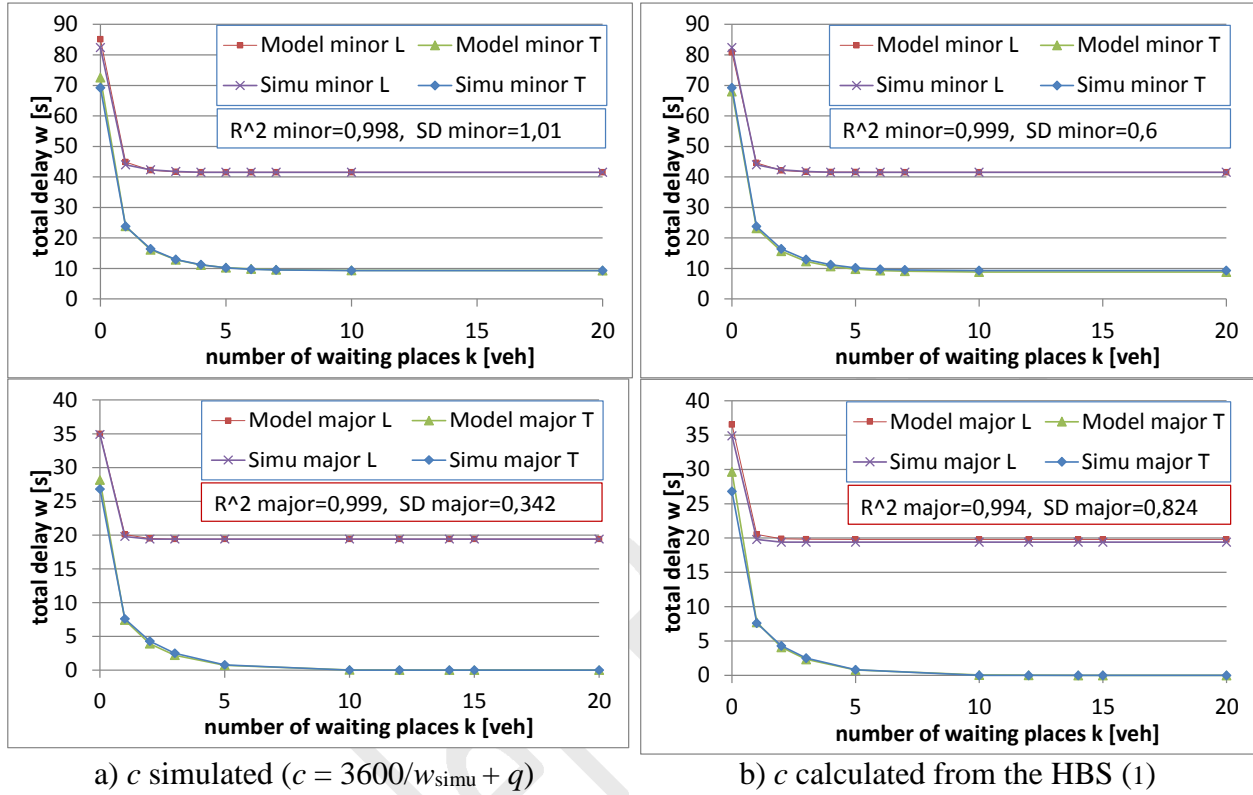 90
80
70
60
50
40
30
20
10
0
total delay w [s]
Model minor L
Model minor T
Simu minor L
Simu minor T
R^2 minor=0,998, SD minor=1,01
0 5 10 15 20
number of waiting places k [veh]
90
80
70
60
50
40
30
20
10
0
total delay w [s]
Model minor L
Model minor T
Simu minor L
Simu minor T
R^2 minor=0,999, SD minor=0,6
0 5 10 15 20
number of waiting places k [veh]
40
35
30
25
20
15
10
5
0
total delay w [s]
Model major L
Model major T
Simu major L
Simu major T
R^2 major=0,999, SD major=0,342
0 5 10 15 20
number of waiting places k [veh]
40
35
30
25
20
15
10
5
0
total delay w [s]
Model major L
Model major T
Simu major L
Simu major T
R^2 major=0,994, SD major=0,824
0 5 10 15 20
number of waiting places k [veh]
a) c simulated (c = 3600/wsimu + q)
b) c calculated from the HBS (1)